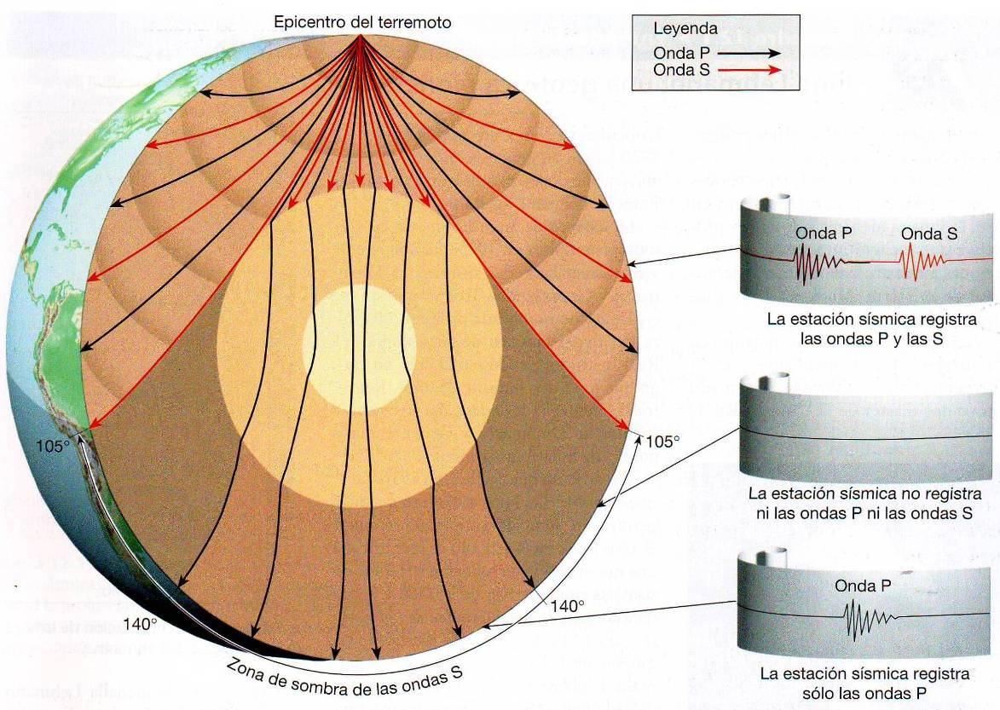 Epicentro del terremoto
Leyenda
Onda P
Onda S
Onda P
Onda S
La estación sísmica registra
las ondas P y las S
105°
105°
La estación sísmica no registra
ni las ondas P ni las ondas S
Onda P
140°
140°
Zona de sombra de las ondas S
La estación sísmica registra
sólo las ondas P